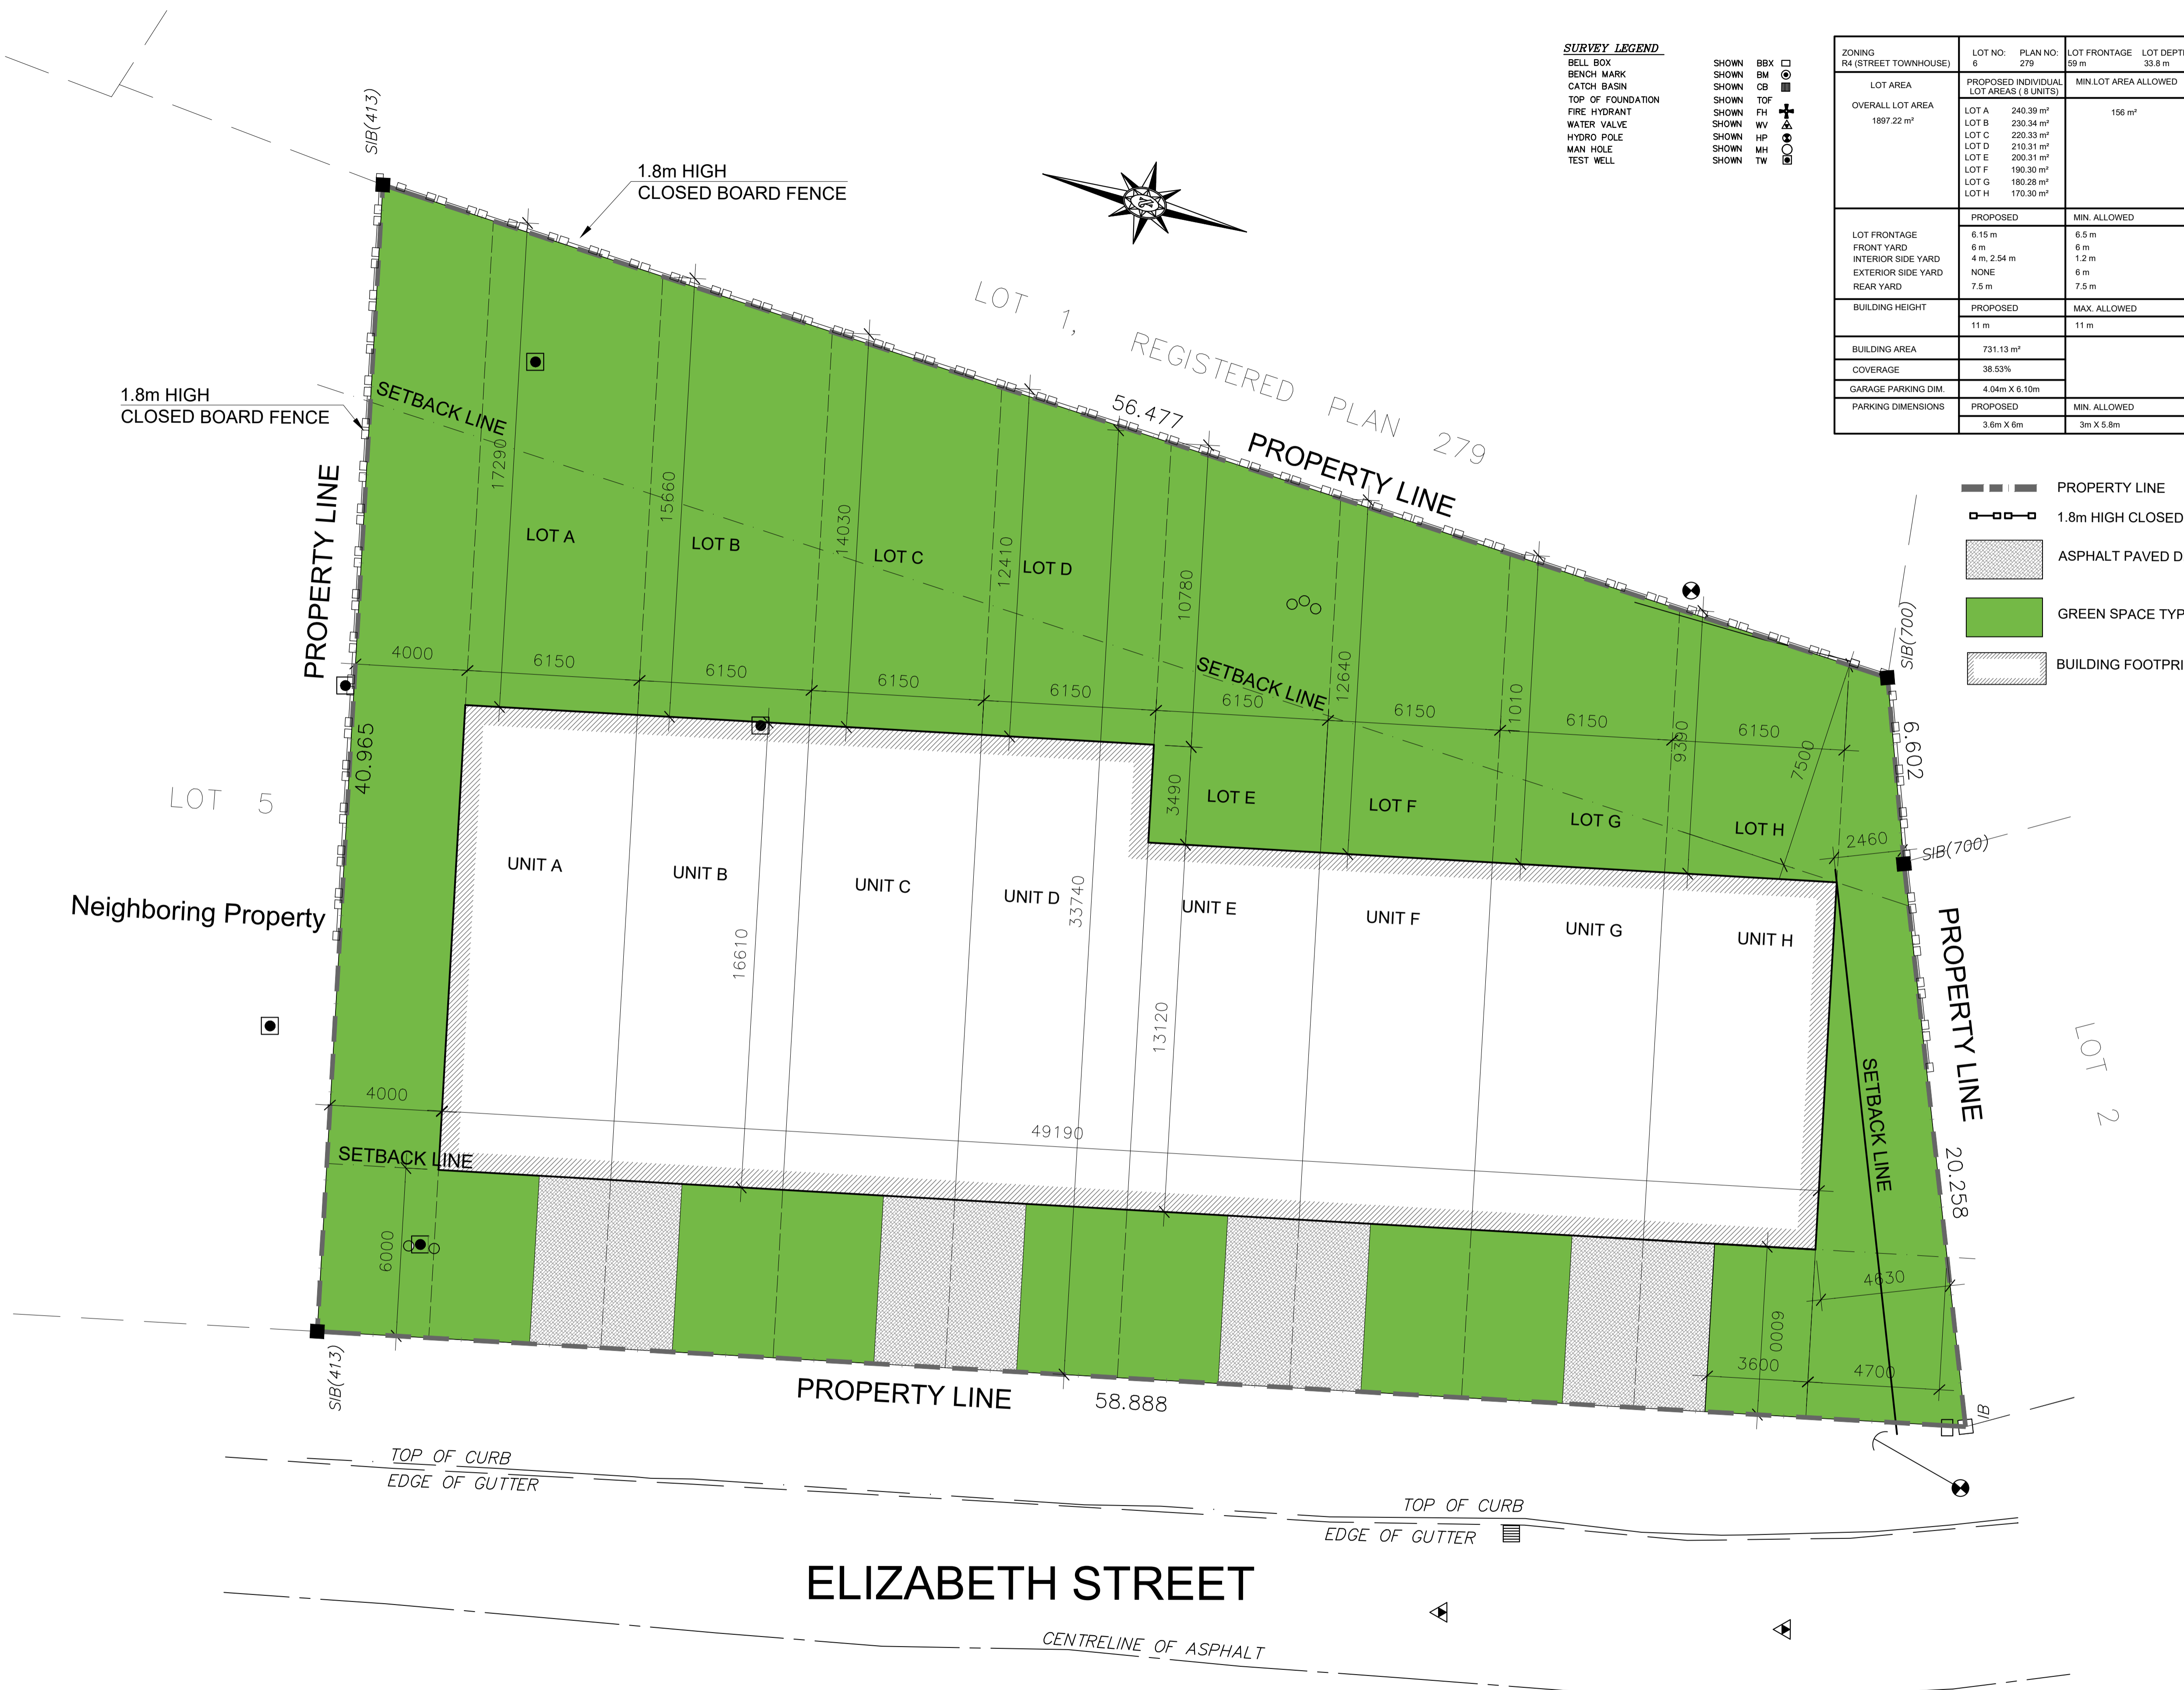 SURVEY LEGEND
BELL BOX SHOWN BBX
BENCH MARK SHOWN BM
CATCH BASIN SHOWN CB
TOP OF FOUNDATION SHOWN TOF
FIRE HYDRANT SHOWN FH
WATER VALVE SHOWN WV
HYDRO POLE SHOWN HP
MAN HOLE SHOWN MH
TEST WELL SHOWN TW
ZONING LOT NO: PLAN NO: LOT FRONTAGE LOT DEPT
R4 (STREET TOWNHOUSE) 6 279 59 m 33.8 m
LOT AREA PROPOSED INDIVIDUAL MIN.LOT AREA ALLOWED
LOT AREAS ( 8 UNITS)
OVERALL LOT AREA
1897.22 m²
LOT A 240.39 m² 156 m²
LOT B 230.34 m²
LOT C 220.33 m²
LOT D 210.31 m²
LOT E 200.31 m²
LOT F 190.30 m²
LOT G 180.28 m²
LOT H 170.30 m²
PROPOSED MIN. ALLOWED
LOT FRONTAGE 6.15 m 6.5 m
FRONT YARD 6 m 6 m
INTERIOR SIDE YARD 4 m, 2.54 m 1.2 m
EXTERIOR SIDE YARD NONE 6 m
REAR YARD 7.5 m 7.5 m
BUILDING HEIGHT PROPOSED MAX. ALLOWED
11 m 11 m
BUILDING AREA 731.13 m²
COVERAGE 38.53%
GARAGE PARKING DIM. 4.04m X 6.10m
PARKING DIMENSIONS PROPOSED MIN. ALLOWED
3.6m X 6m 3m X 5.8m
PROPERTY LINE
1.8m HIGH CLOSED
ASPHALT PAVED D
GREEN SPACE TYP
BUILDING FOOTPRI
SIB(413)
1.8m HIGH
CLOSED BOARD FENCE
LOT 1, REGISTERED PLAN 279
56.477
PROPERTY LINE
1.8m HIGH
CLOSED BOARD FENCE
SETBACK LINE
PROPERTY LINE
40.965
17290
15660
14030
12410
10780
12640
11010
9390
7500
LOT A
LOT B
LOT C
LOT D
SETBACK LINE
4000
6150
6150
6150
6150
6150
6150
6150
6150
SIB(700)
6.602
2460
SIB(700)
3490
LOT E
LOT F
LOT G
LOT H
LOT 5
Neighboring Property
UNIT A
UNIT B
UNIT C
UNIT D
UNIT E
UNIT F
UNIT G
UNIT H
16610
33740
13120
PROPERTY LINE
LOT 2
SETBACK LINE
20.258
4000
49190
SETBACK LINE
6000
4630
6000
3600
4700
SIB(413)
PROPERTY LINE
58.888
IB
TOP OF CURB
EDGE OF GUTTER
TOP OF CURB
EDGE OF GUTTER
ELIZABETH STREET
CENTRELINE OF ASPHALT